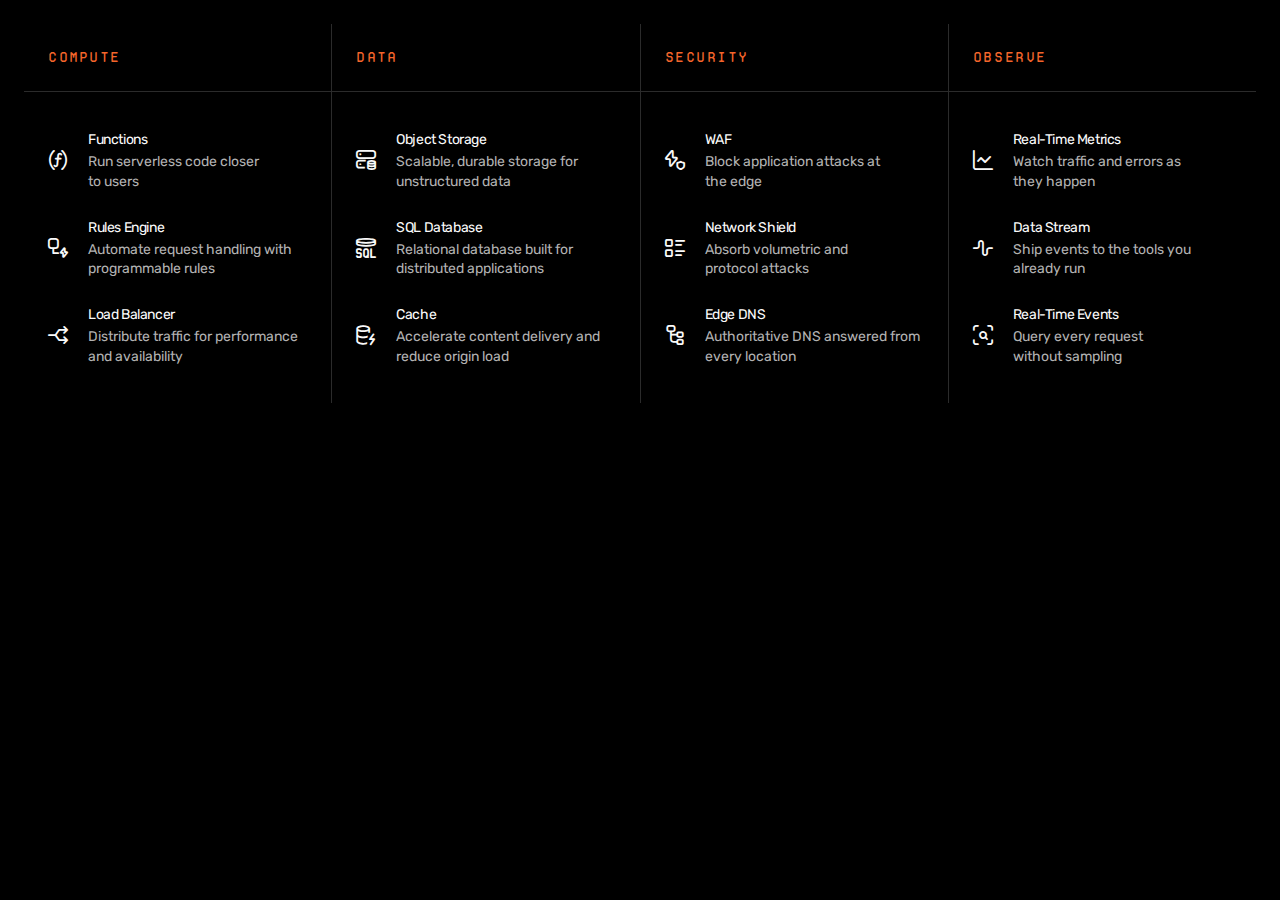 COMPUTE
Functions
Run serverless code closer
to users
Rules Engine
Automate request handling with
programmable rules
Load Balancer
Distribute traffic for performance
and availability
DATA
Object Storage
Scalable, durable storage for
unstructured data
SQL
SQL Database
Relational database built for
distributed applications
Cache
Accelerate content delivery and
reduce origin load
SECURITY
WAF
Block application attacks at
the edge
Network Shield
Absorb volumetric and
protocol attacks
Edge DNS
Authoritative DNS answered from
every location
OBSERVE
Real-Time Metrics
Watch traffic and errors as
they happen
Data Stream
Ship events to the tools you
already run
Real-Time Events
Query every request
without sampling